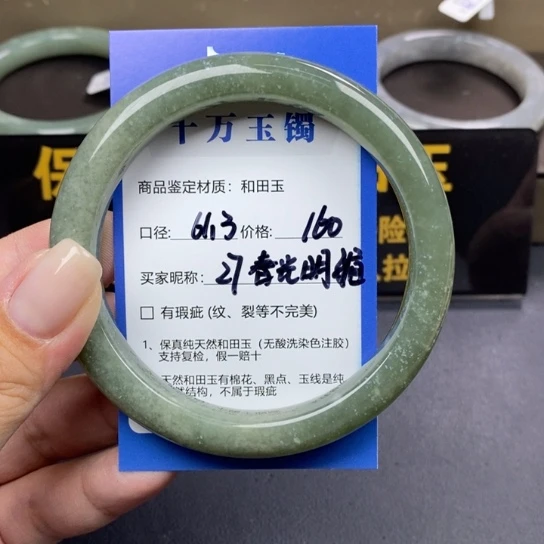 千万玉镯
保
玉
商品鉴定材质：和田玉
口径：61.3 价格：160
险
买家昵称：
拉
□ 有瑕疵 (纹、裂等不完美)
1、保真纯天然和田玉（无酸洗染色注胶）
支持复检，假一赔十
天然和田玉有棉花、黑点、玉线是纯
结构，不属于瑕疵